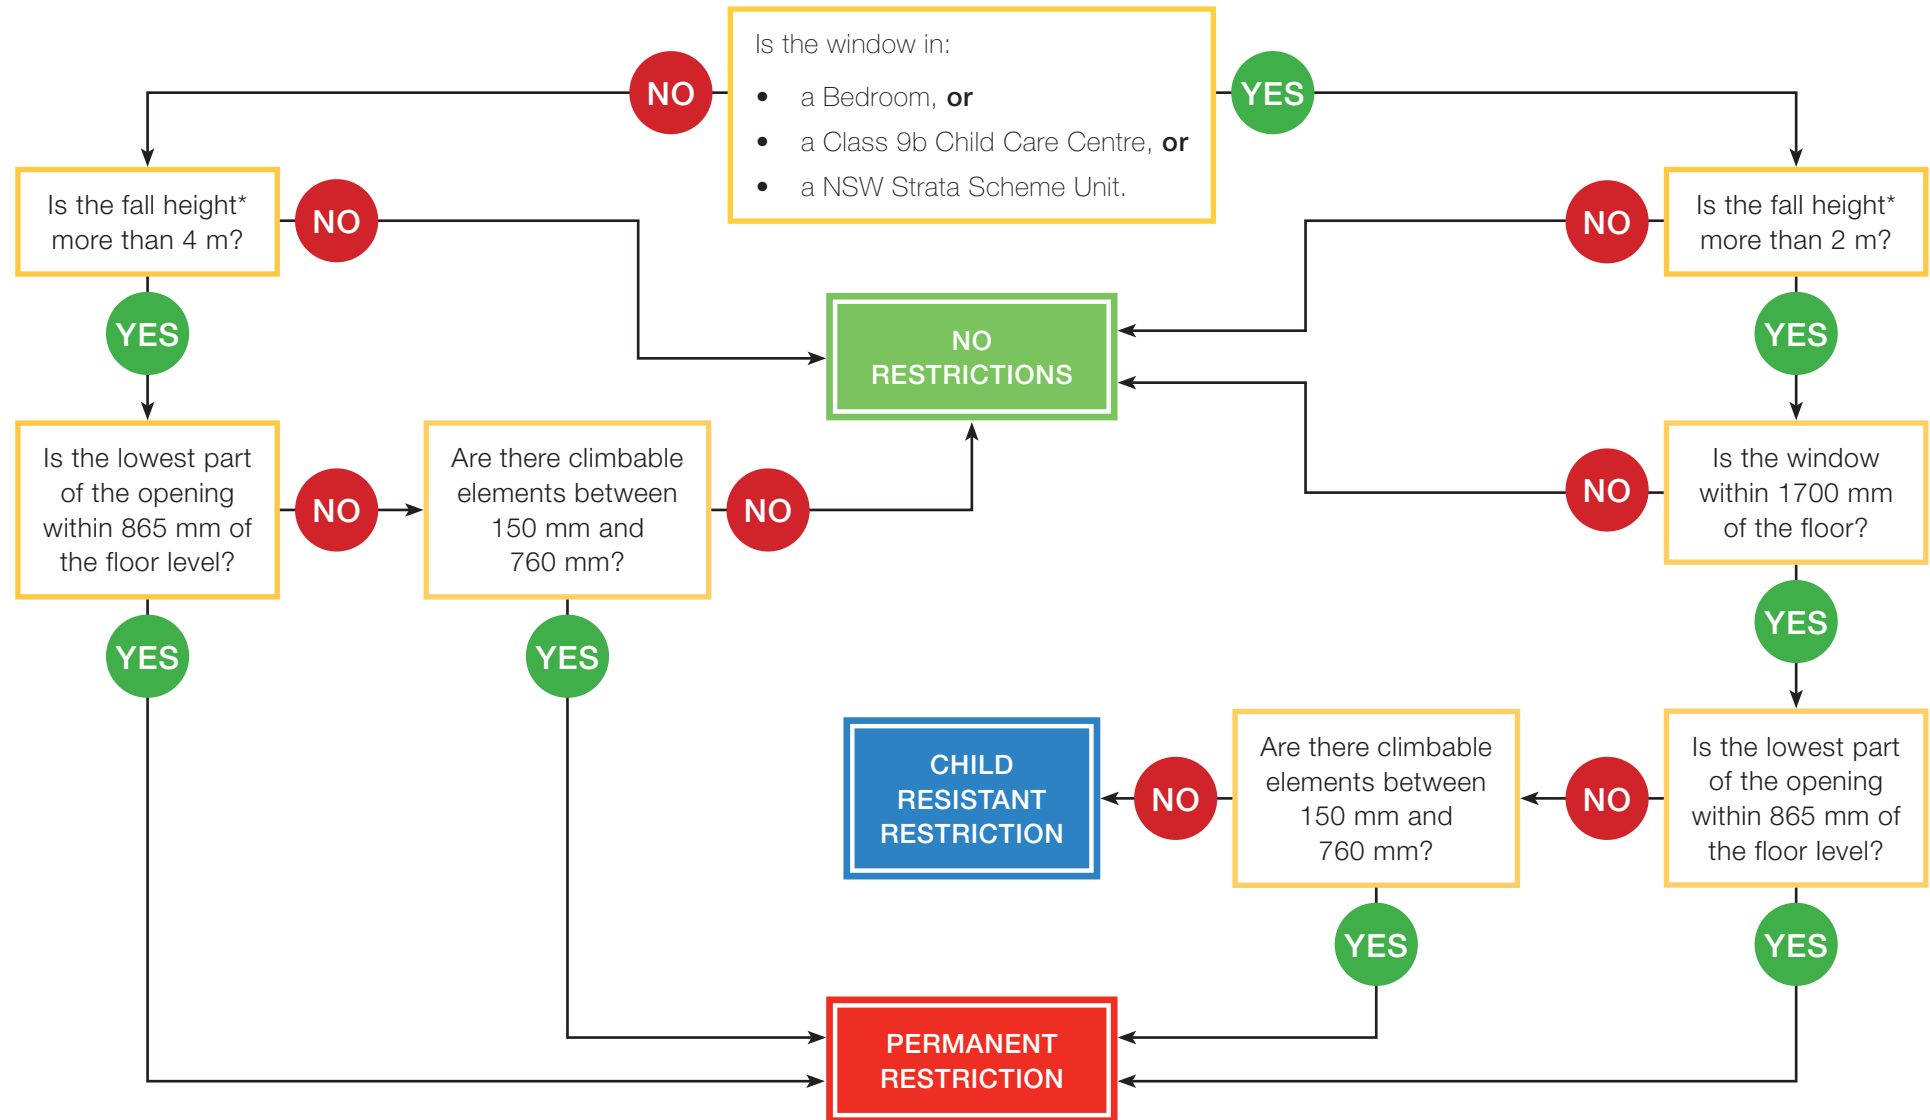 Is the window in:
• a Bedroom, or
• a Class 9b Child Care Centre, or
• a NSW Strata Scheme Unit.
NO
YES
Is the fall height*
more than 4 m?
NO
YES
Is the fall height*
more than 2 m?
NO
YES
NO
RESTRICTIONS
Is the lowest part
of the opening
within 865 mm of
the floor level?
NO
YES
Are there climbable
elements between
150 mm and
760 mm?
NO
YES
Is the window
within 1700 mm
of the floor?
NO
YES
CHILD
RESISTANT
RESTRICTION
NO
Are there climbable
elements between
150 mm and
760 mm?
YES
NO
Is the lowest part
of the opening
within 865 mm of
the floor level?
YES
PERMANENT
RESTRICTION